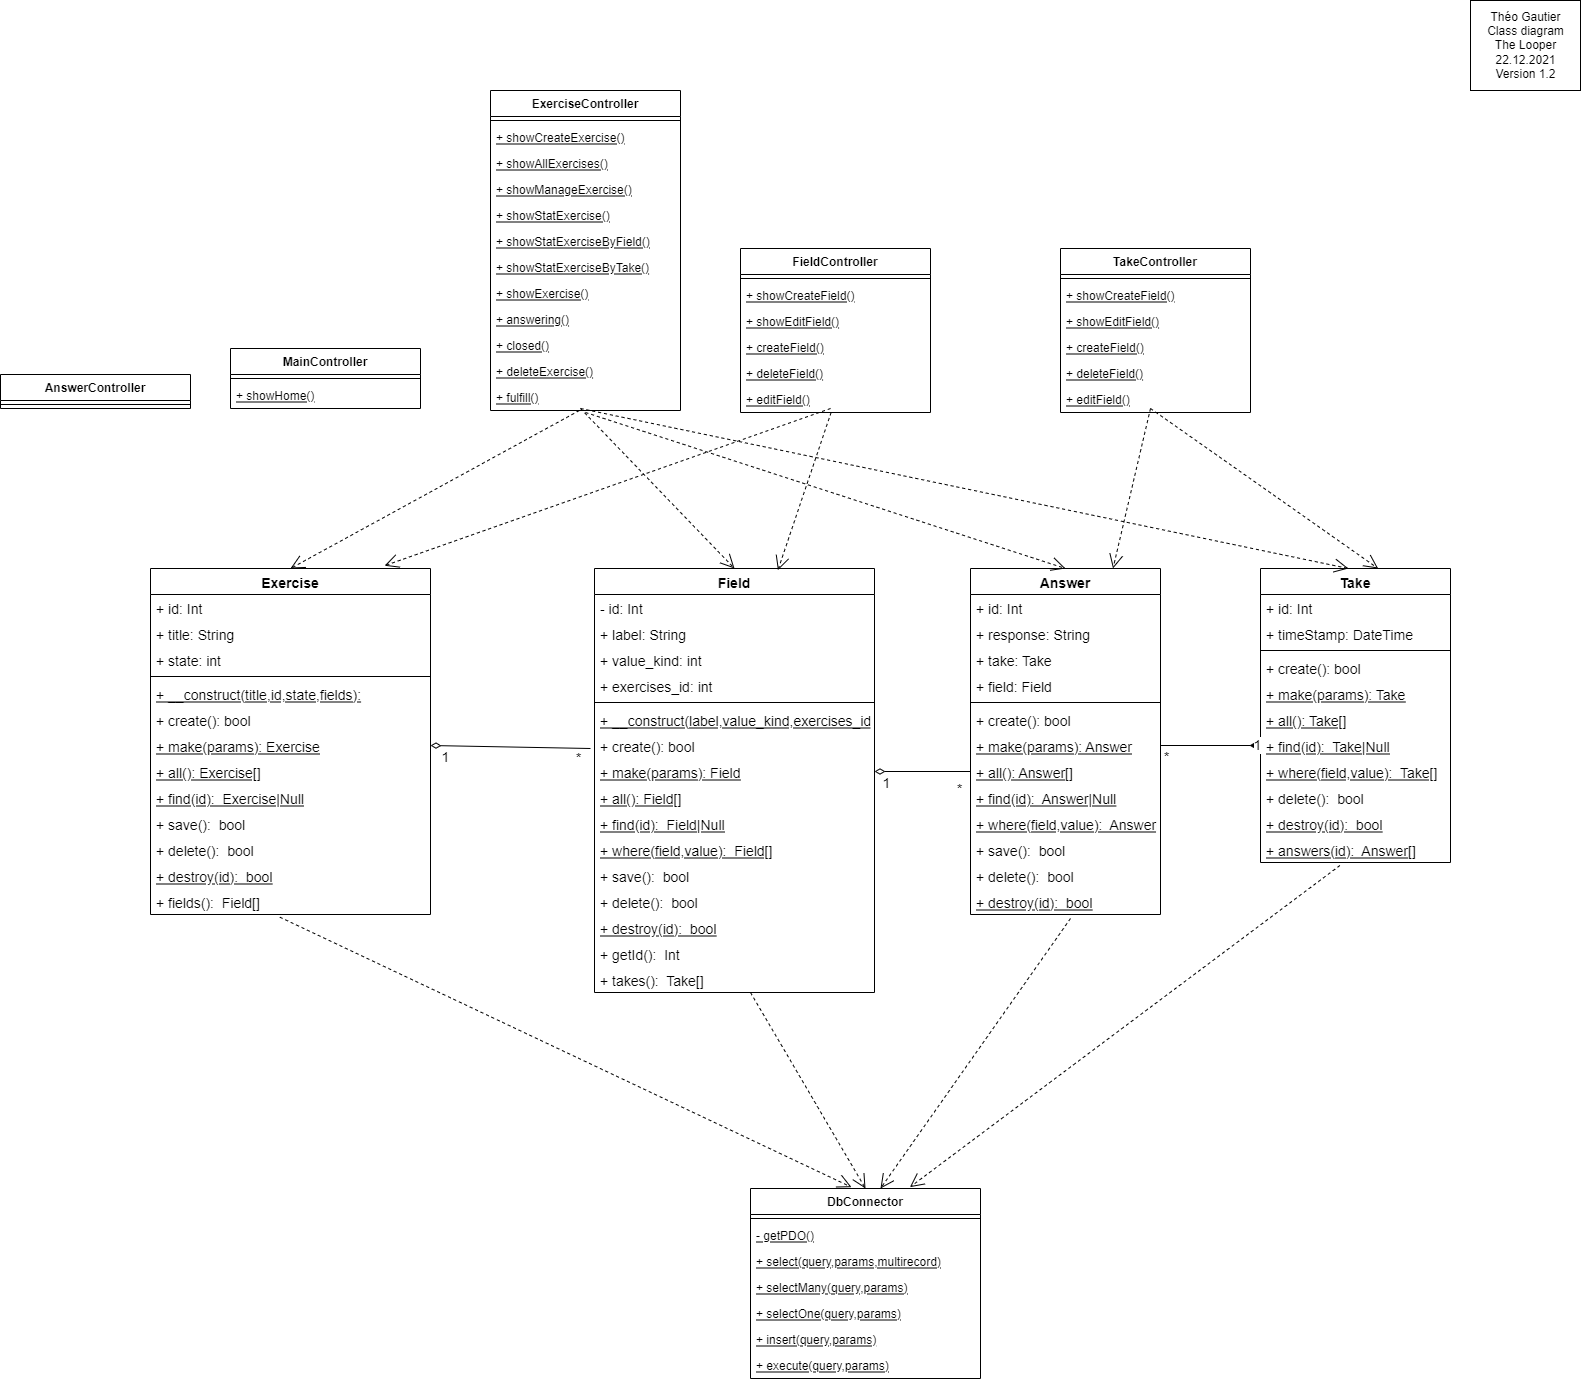 Théo Gautier
Class diagram
The Looper
22.12.2021
Version 1.2
ExerciseController
+ showCreateExercise()
+ showAllExercises()
+ showManageExercise()
+ showStatExercise()
+ showStatExerciseByField()
+ showStatExerciseByTake()
+ showExercise()
+ answering()
+ closed()
+ deleteExercise()
+ fulfill()
FieldController
+ showCreateField()
+ showEditField()
+ createField()
+ deleteField()
+ editField()
TakeController
+ showCreateField()
+ showEditField()
+ createField()
+ deleteField()
+ editField()
MainController
+ showHome()
AnswerController
Exercise
+ id: Int
+ title: String
+ state: int
+ __construct(title,id,state,fields):
+ create(): bool
+ make(params): Exercise
+ all(): Exercise[]
+ find(id):  Exercise|Null
+ save():  bool
+ delete():  bool
+ destroy(id):  bool
+ fields():  Field[]
1
*
Field
- id: Int
+ label: String
+ value_kind: int
+ exercises_id: int
+ __construct(label,value_kind,exercises_id
+ create(): bool
+ make(params): Field
+ all(): Field[]
+ find(id):  Field|Null
+ where(field,value):  Field[]
+ save():  bool
+ delete():  bool
+ destroy(id):  bool
+ getId():  Int
+ takes():  Take[]
1
*
Answer
+ id: Int
+ response: String
+ take: Take
+ field: Field
+ create(): bool
+ make(params): Answer
+ all(): Answer[]
+ find(id):  Answer|Null
+ where(field,value):  Answer
+ save():  bool
+ delete():  bool
+ destroy(id):  bool
*
1
Take
+ id: Int
+ timeStamp: DateTime
+ create(): bool
+ make(params): Take
+ all(): Take[]
+ find(id):  Take|Null
+ where(field,value):  Take[]
+ delete():  bool
+ destroy(id):  bool
+ answers(id):  Answer[]
DbConnector
- getPDO()
+ select(query,params,multirecord)
+ selectMany(query,params)
+ selectOne(query,params)
+ insert(query,params)
+ execute(query,params)